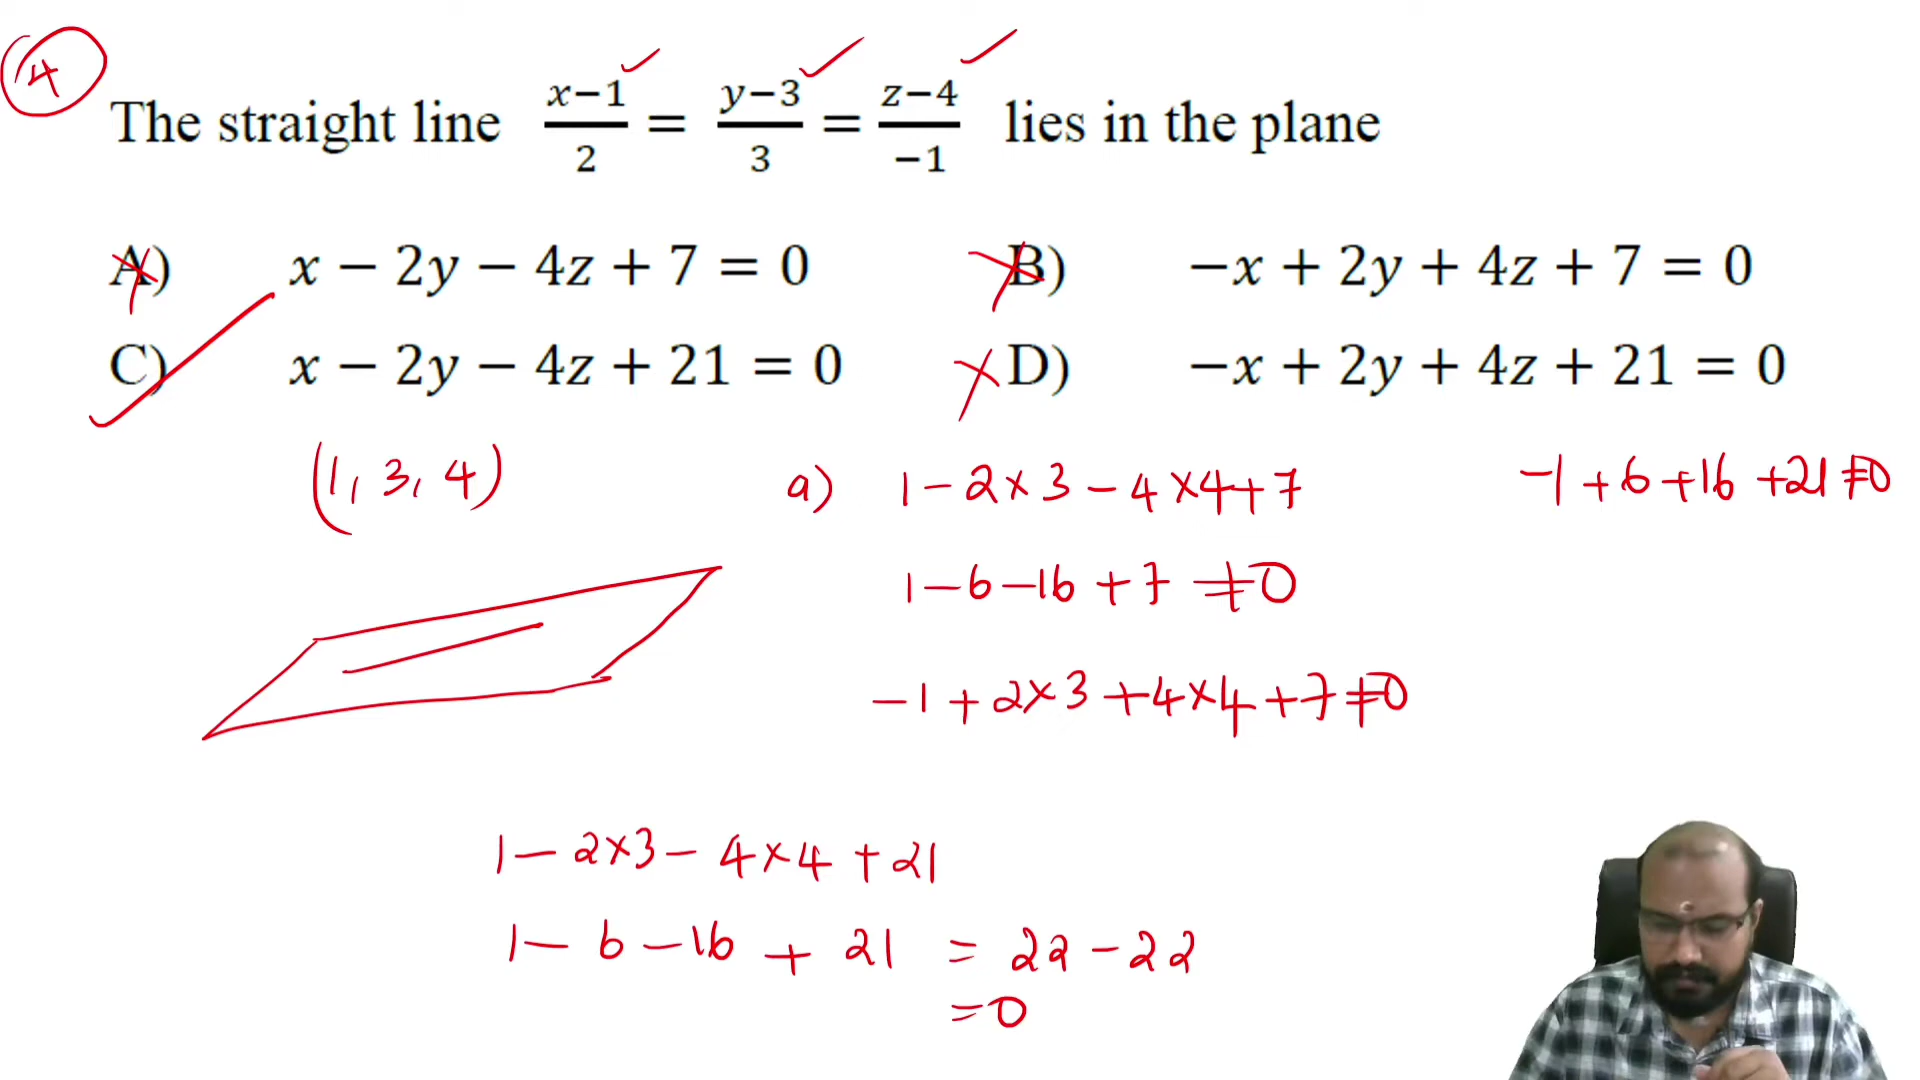 4
The straight line x−1/2 = y−3/3 = z−4/−1 lies in the plane
A) x − 2y − 4z + 7 = 0 B) −x + 2y + 4z + 7 = 0
C) x − 2y − 4z + 21 = 0 D) −x + 2y + 4z + 21 = 0
(1, 3, 4) a) 1 − 2×3 − 4×4+7 −1+6+16+21≠0
1−6−16+7 ≠0
−1+2×3+4×4+7≠0
1− 2×3− 4×4 +21
1− 6−16 + 21 = 22−22
=0